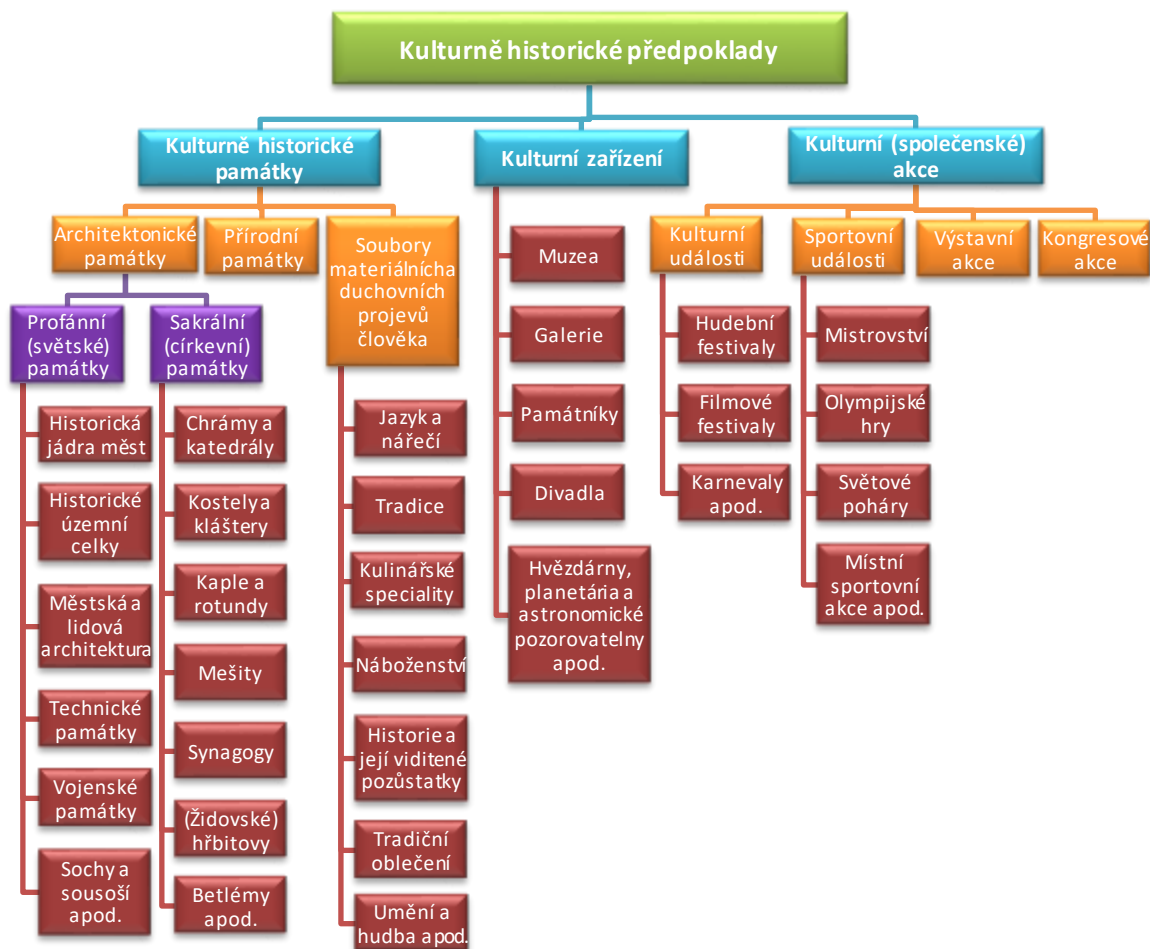 Kulturně historické předpoklady
Kulturně historické
památky
Kulturní zařízení
Kulturní (společenské)
akce
Architektonické
památky
Přírodní
památky
Soubory
materiálnícha
duchovních
projevů
člověka
Kulturní
události
Sportovní
události
Výstavní
akce
Kongresové
akce
Profánní
(světské)
památky
Sakrální
(církevní)
památky
Historická
jádra měst
Historické
územní
celky
Městská a
lidová
architektura
Technické
památky
Vojenské
památky
Sochy a
sousoší
apod.
Chrámy a
katedrály
Kostely a
kláštery
Kaple a
rotundy
Mešity
Synagogy
(Židovské)
hřbitovy
Betlémy
apod.
Jazyk a
nářečí
Tradice
Kulinářské
speciality
Náboženství
Historie a
její viditené
pozůstatky
Tradiční
oblečení
Umění a
hudba apod.
Muzea
Galerie
Památníky
Divadla
Hvězdárny,
planetária a
astronomické
pozorovatelny
apod.
Hudební
festivaly
Filmové
festivaly
Karnevaly
apod.
Mistrovství
Olympijské
hry
Světové
poháry
Místní
sportovní
akce apod.